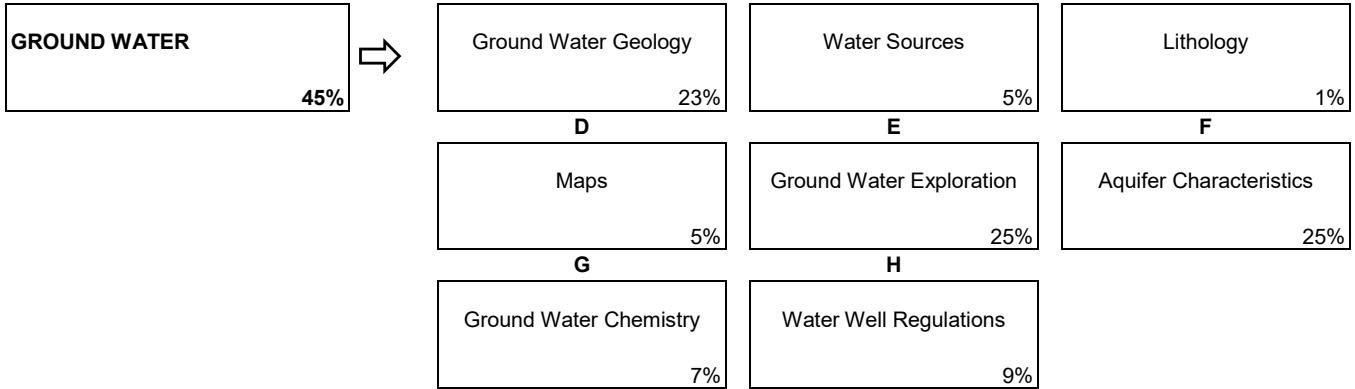 GROUND WATER
45%
Ground Water Geology
23%
Water Sources
5%
Lithology
1%
D
E
F
Maps
5%
Ground Water Exploration
25%
Aquifer Characteristics
25%
G
H
Ground Water Chemistry
7%
Water Well Regulations
9%